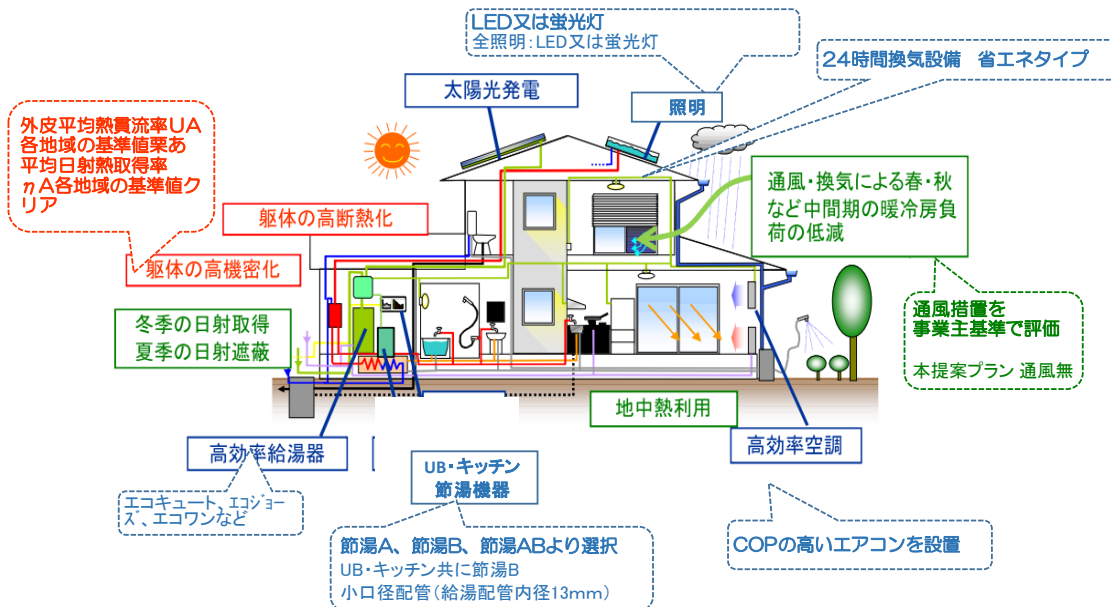 LED又は蛍光灯
全照明:LED又は蛍光灯
24時間換気設備　省エネタイプ
太陽光発電
照明
外皮平均熱貫流率UA
各地域の基準値栗あ
平均日射熱取得率
ηA各地域の基準値ク
リア
通風・換気による春・秋
など中間期の暖冷房負
荷の低減
躯体の高断熱化
躯体の高機密化
冬季の日射取得
夏季の日射遮蔽
通風措置を
事業主基準で評価
本提案プラン 通風無
地中熱利用
高効率給湯器
高効率空調
UB・キッチン
節湯機器
エコキュート、エコジョー
ズ、エコワンなど
節湯A、節湯B、節湯ABより選択
UB・キッチン共に節湯B
小口径配管(給湯配管内径13mm)
COPの高いエアコンを設置